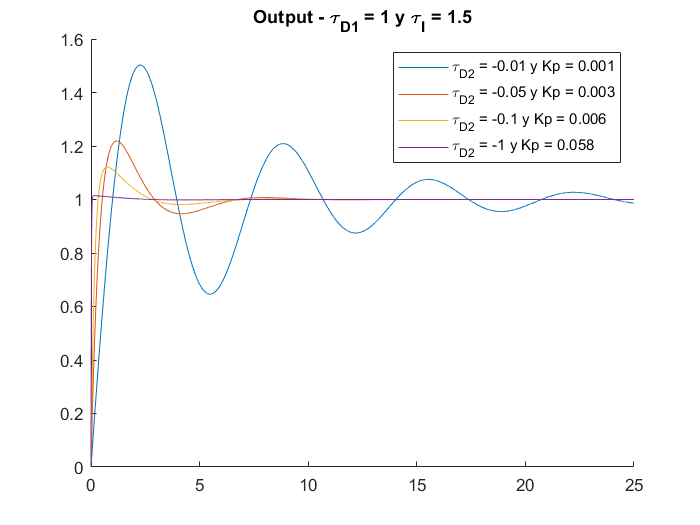 Output - τD1 = 1 y τI = 1.5
1.6
1.4
1.2
1
0.8
0.6
0.4
0.2
0
τD2 = -0.01 y Kp = 0.001
τD2 = -0.05 y Kp = 0.003
τD2 = -0.1 y Kp = 0.006
τD2 = -1 y Kp = 0.058
0 5 10 15 20 25